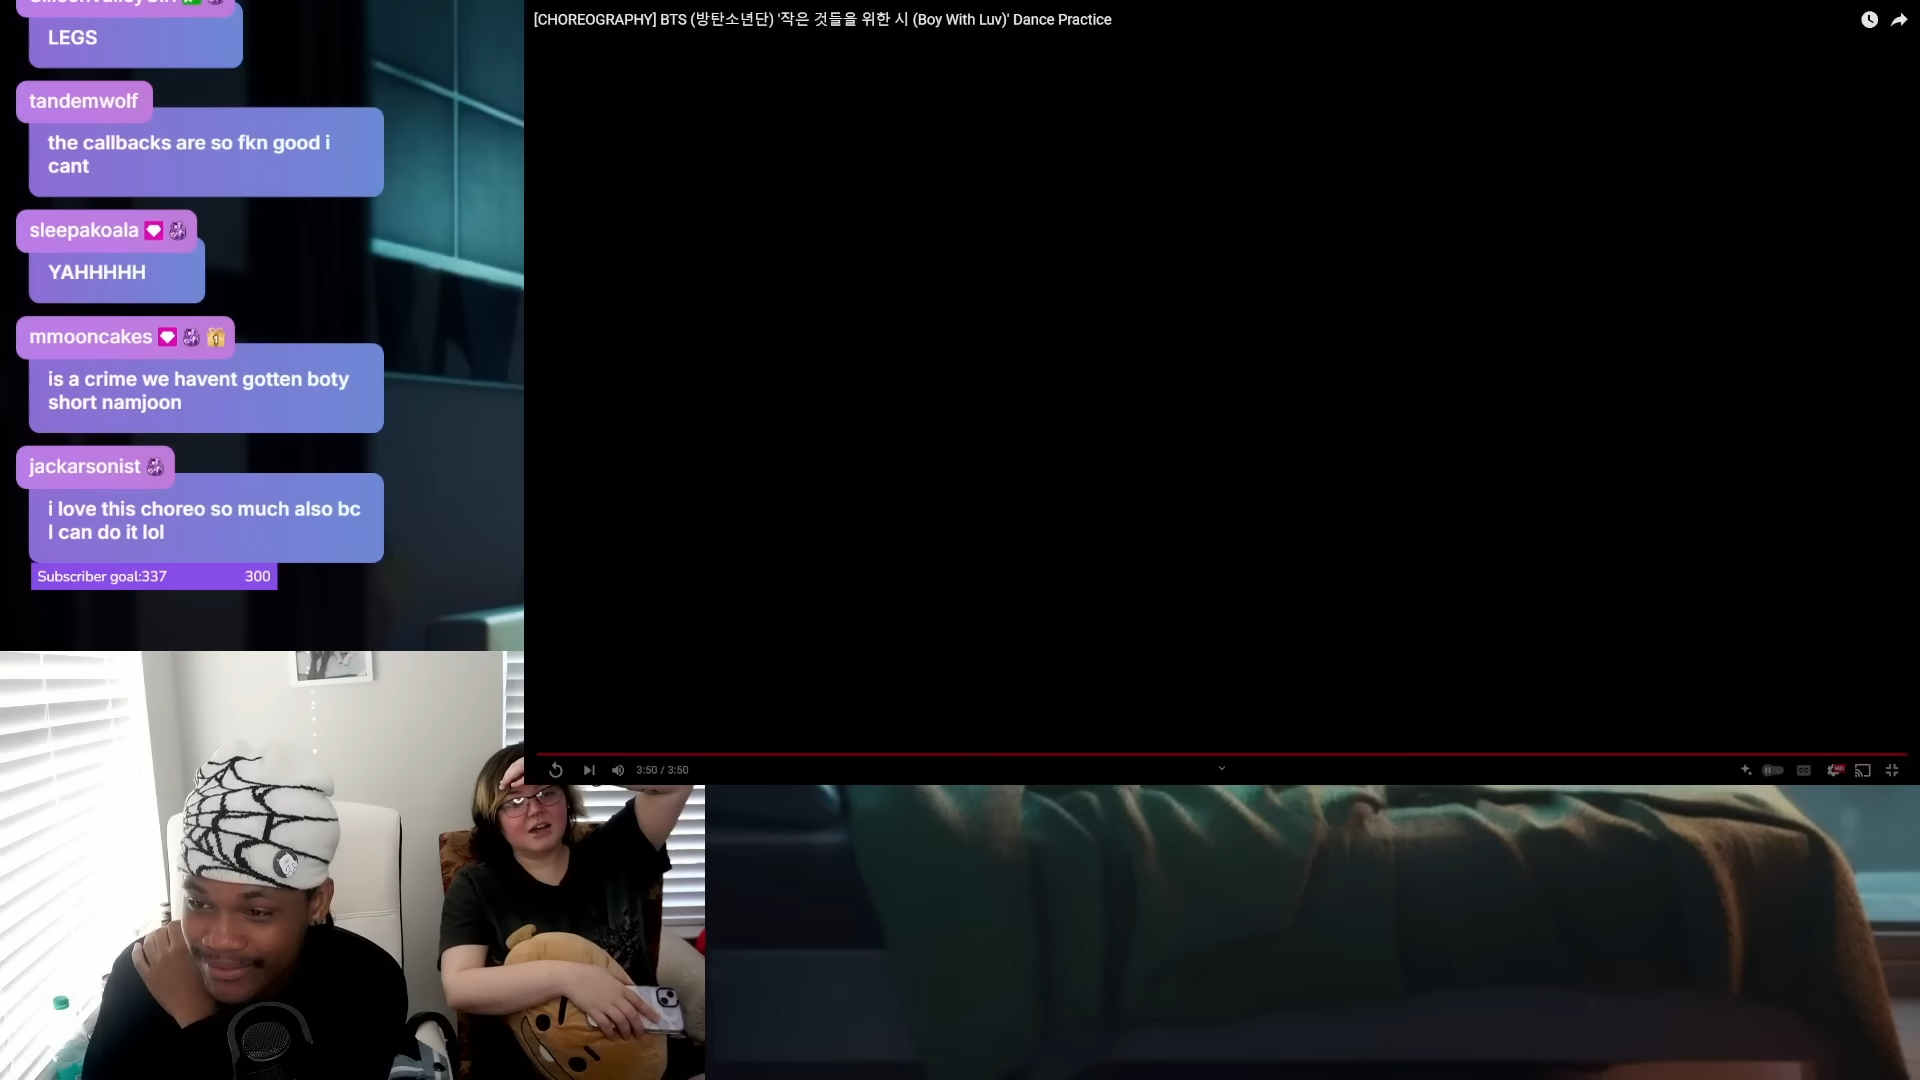 LEGS
tandemwolf
the callbacks are so fkn good i
cant
sleepakoala
YAHHHHH
mmooncakes
is a crime we havent gotten boty
short namjoon
jackarsonist
i love this choreo so much also bc
I can do it lol
Subscriber goal:337 300
[CHOREOGRAPHY] BTS (방탄소년단) '작은 것들을 위한 시 (Boy With Luv)' Dance Practice
3:50 / 3:50